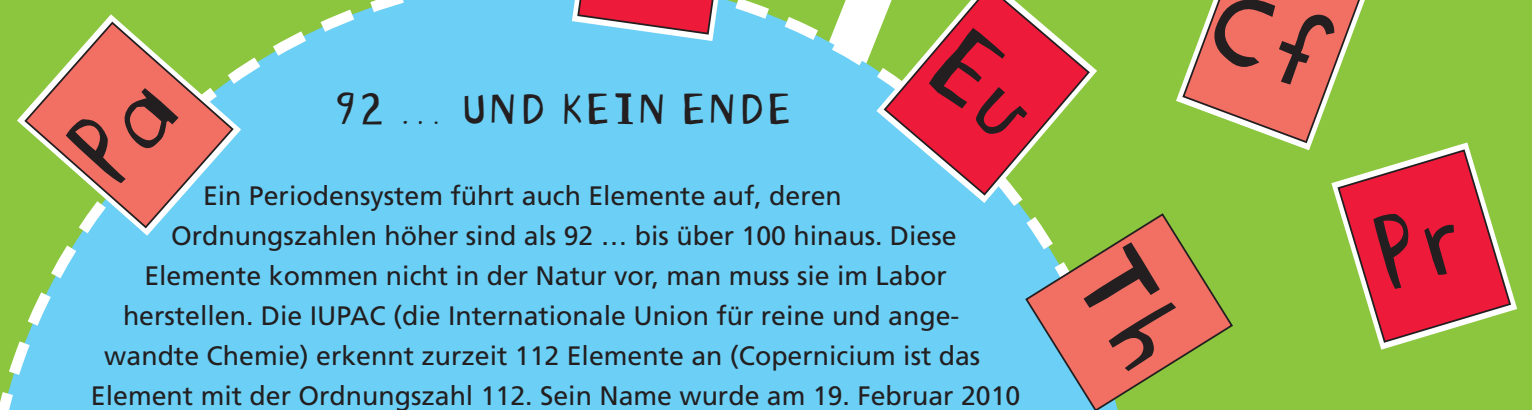 Pa
Eu
Cf
Pr
Th
92 ... UND KEIN ENDE
Ein Periodensystem führt auch Elemente auf, deren
Ordnungszahlen höher sind als 92 ... bis über 100 hinaus. Diese
Elemente kommen nicht in der Natur vor, man muss sie im Labor
herstellen. Die IUPAC (die Internationale Union für reine und ange-
wandte Chemie) erkennt zurzeit 112 Elemente an (Copernicium ist das
Element mit der Ordnungszahl 112. Sein Name wurde am 19. Februar 2010